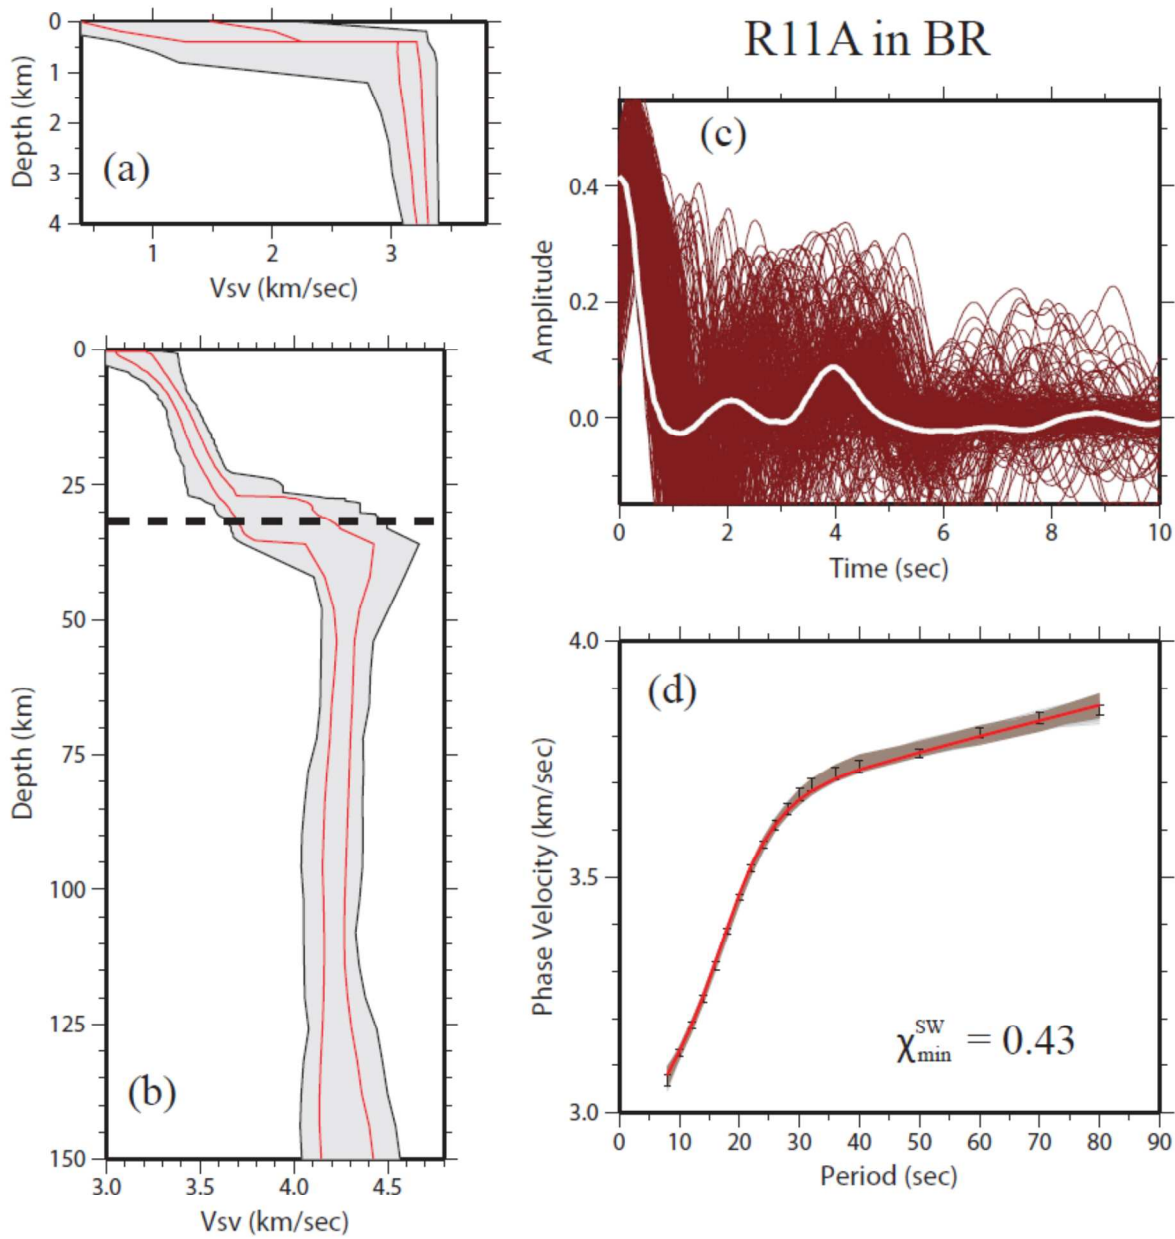 R11A in BR
0
1
2
3
4
Depth (km)
(a)
1
2
3
Vsv (km/sec)
0
25
50
75
100
125
150
Depth (km)
(b)
3.0
3.5
4.0
4.5
Vsv (km/sec)
(c)
0.4
0.2
0.0
Amplitude
0
2
4
6
8
10
Time (sec)
4.0
3.5
3.0
Phase Velocity (km/sec)
(d)
χ SW min = 0.43
0
10
20
30
40
50
60
70
80
90
Period (sec)